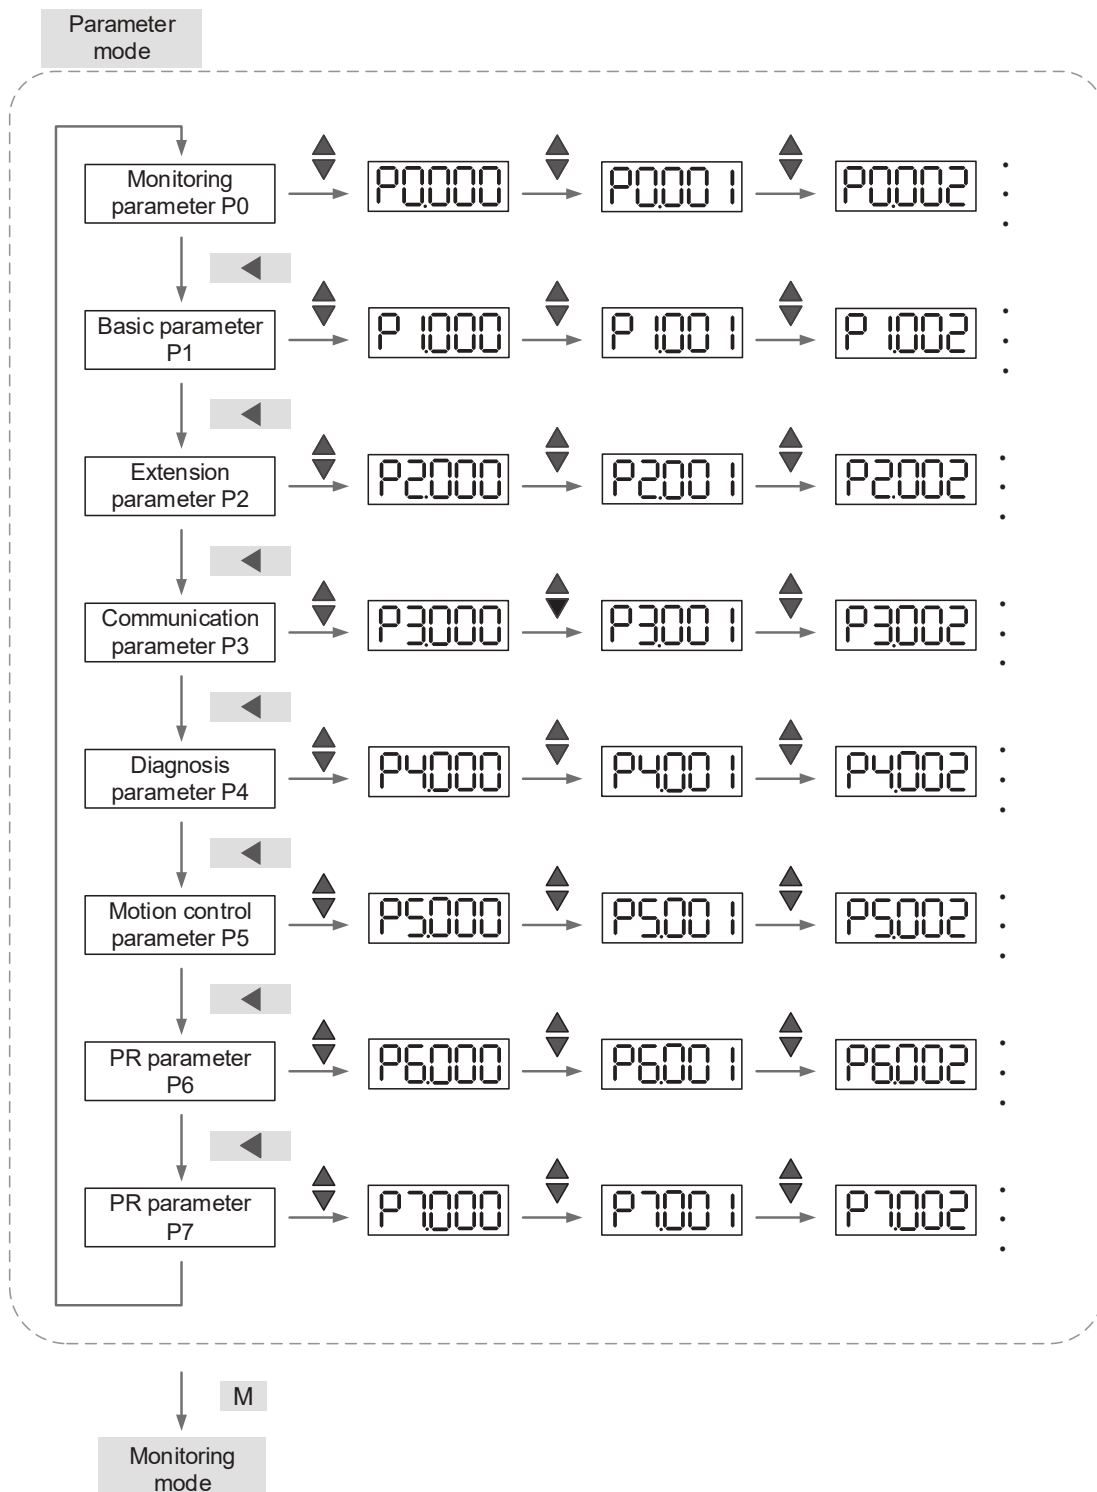 Parameter
mode
Monitoring
parameter P0
P0.000
P0.001
P0.002
Basic parameter
P1
P1.000
P1.001
P1.002
Extension
parameter P2
P2.000
P2.001
P2.002
Communication
parameter P3
P3.000
P3.001
P3.002
Diagnosis
parameter P4
P4.000
P4.001
P4.002
Motion control
parameter P5
P5.000
P5.001
P5.002
PR parameter
P6
P6.000
P6.001
P6.002
PR parameter
P7
P7.000
P7.001
P7.002
M
Monitoring
mode